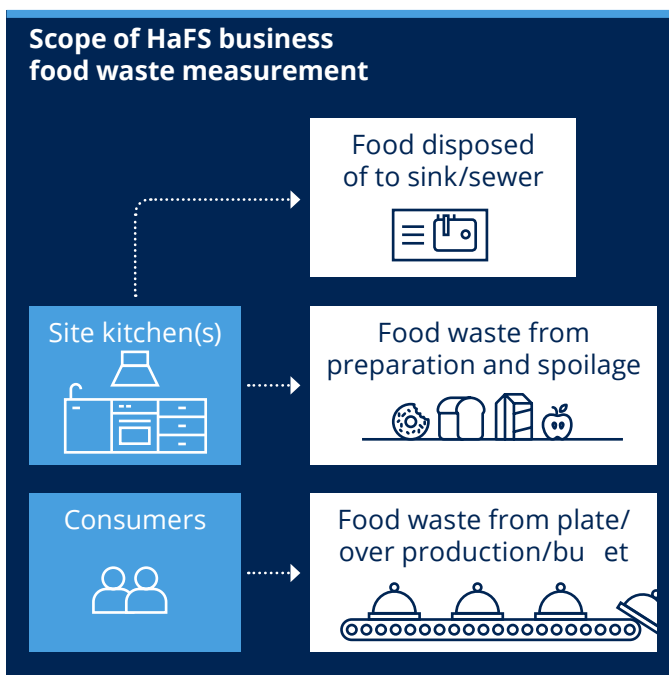 Scope of HaFS business
food waste measurement
Food disposed
of to sink/sewer
Site kitchen(s)
Food waste from
preparation and spoilage
Consumers
Food waste from plate/
over production/bu et